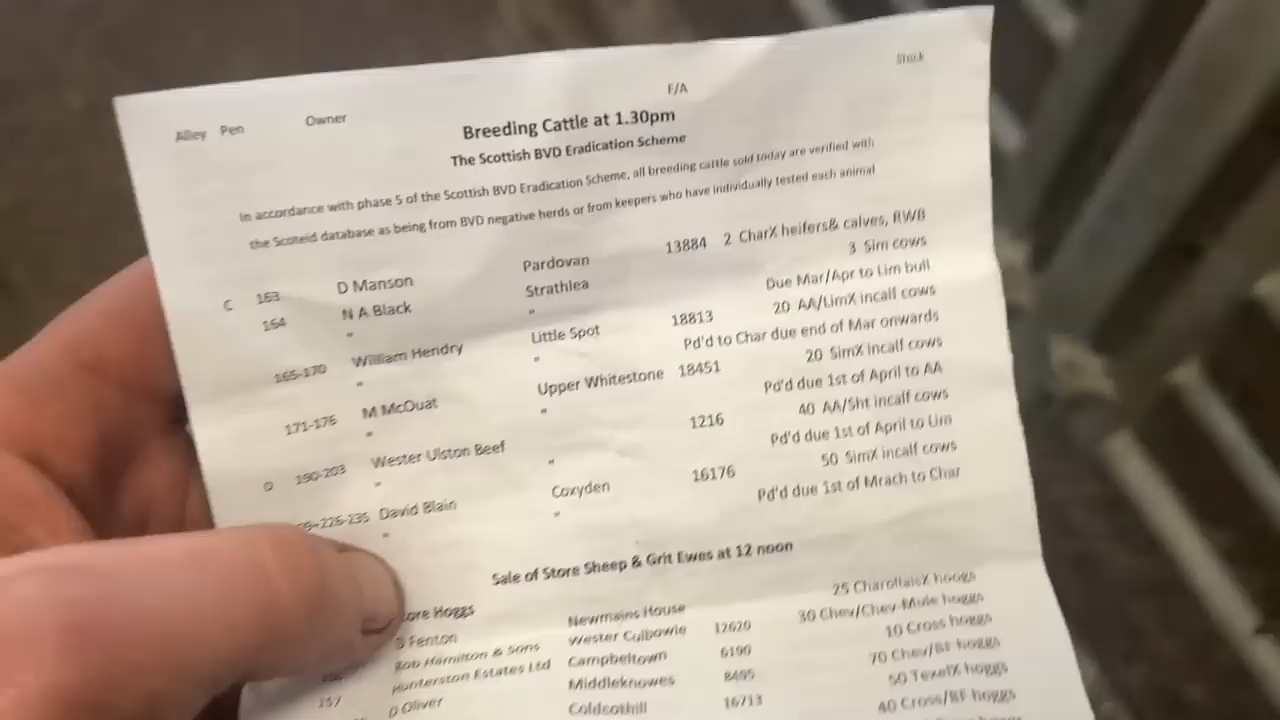 F/A Stock
Alley Pen Owner
Breeding Cattle at 1.30pm
The Scottish BVD Eradication Scheme
In accordance with phase 5 of the Scottish BVD Eradication Scheme, all breeding cattle sold today are verified with
the Scoteid database as being from BVD negative herds or from keepers who have individually tested each animal
C 163 D Manson Pardovan 13884 2 CharX heifers& calves, RWB
164 N A Black Strathlea 3 Sim cows
" " Due Mar/Apr to Lim bull
165-170 William Hendry Little Spot 18813 20 AA/LimX incalf cows
" " Pd'd to Char due end of Mar onwards
171-176 M McOuat Upper Whitestone 18451 20 SimX incalf cows
" " Pd'd due 1st of April to AA
D 190-203 Wester Ulston Beef 1216 40 AA/Sht incalf cows
" " Pd'd due 1st of April to Lim
-226-235 David Blain Coxyden 16176 50 SimX incalf cows
" " Pd'd due 1st of Mrach to Char
Sale of Store Sheep & Grit Ewes at 12 noon
ore Hoggs
Fenton Newmains House 25 CharollaisX hoggs
Rob Hamilton & Sons Wester Culbowie 12620 30 Chev/Chev Mule hoggs
Hunterston Estates Ltd Campbeltown 6190 10 Cross hoggs
157 D Oliver Middleknowes 8495 70 Chev/BF hoggs
Coldcothill 16713 50 TexelX hoggs
40 Cross/BF hoggs